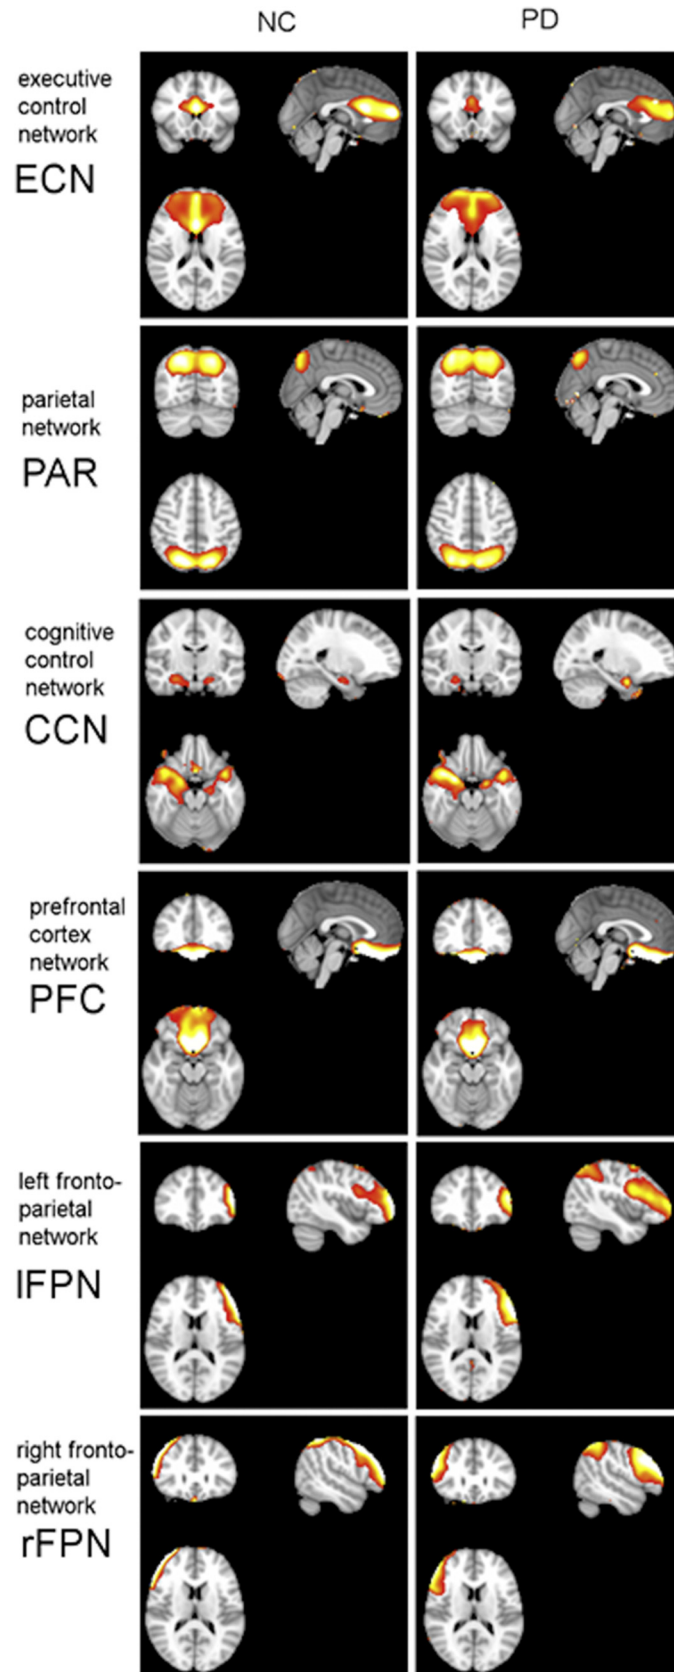 NC
PD
executive
control
network
ECN
parietal
network
PAR
cognitive
control
network
CCN
prefrontal
cortex
network
PFC
left fronto-
parietal
network
lFPN
right fronto-
parietal
network
rFPN